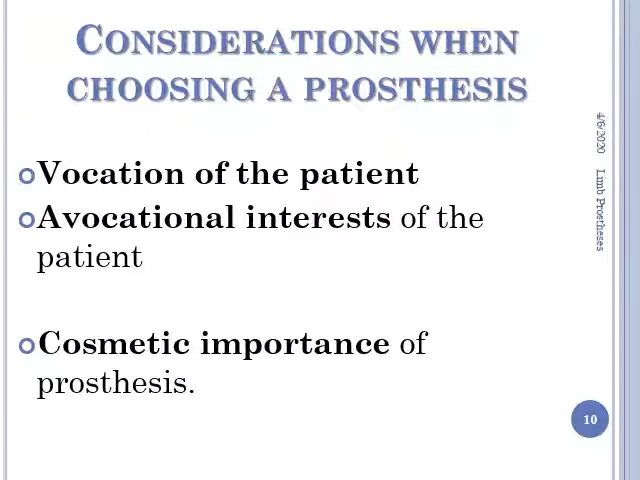 CONSIDERATIONS WHEN
CHOOSING A PROSTHESIS
Vocation of the patient
Avocational interests of the
patient
Cosmetic importance of
prosthesis.
4/6/2020
Limb Prostheses
10